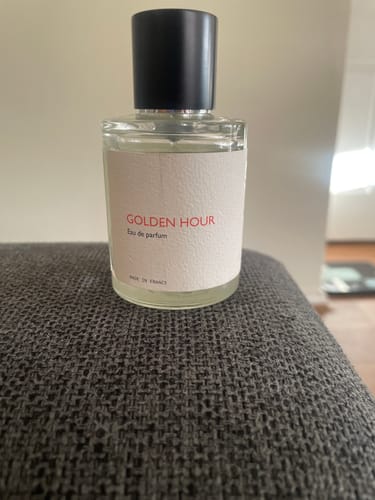 GOLDEN HOUR
Eau de parfum
MADE IN FRANCE